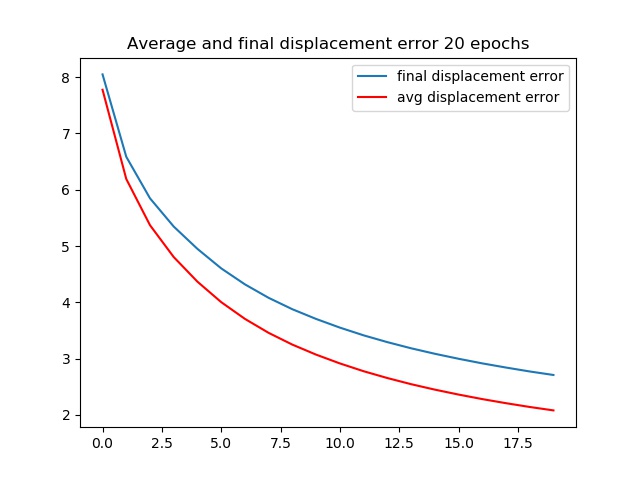 Average and final displacement error 20 epochs
final displacement error
avg displacement error
8
7
6
5
4
3
2
0.0 2.5 5.0 7.5 10.0 12.5 15.0 17.5